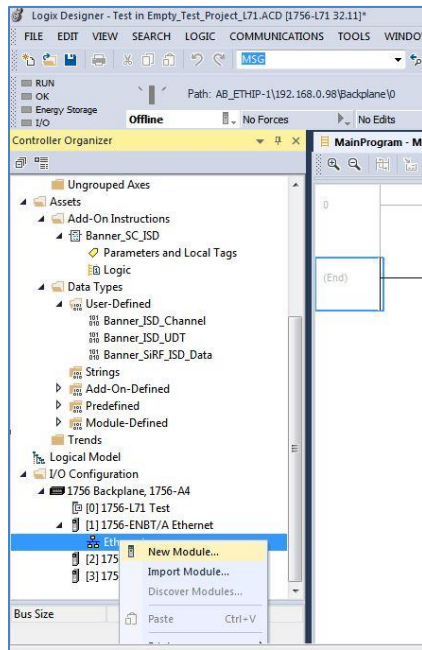 Logix Designer - Test in Empty_Test_Project_L71.ACD [1756-L71 32.11]*
FILE EDIT VIEW SEARCH LOGIC COMMUNICATIONS TOOLS WINDO
MSG
RUN
OK
Energy Storage
I/O
Path: AB_ETHIP-1\192.168.0.98\Backplane\0
Offline No Forces No Edits
Controller Organizer
MainProgram - M
Ungrouped Axes
Assets
Add-On Instructions
Banner_SC_ISD
Parameters and Local Tags
Logic
Data Types
User-Defined
Banner_ISD_Channel
Banner_ISD_UDT
Banner_SiRF_ISD_Data
Strings
Add-On-Defined
Predefined
Module-Defined
Trends
Logical Model
I/O Configuration
1756 Backplane, 1756-A4
[0] 1756-L71 Test
[1] 1756-ENBT/A Ethernet
[2] 175
[3] 175
New Module...
Import Module...
Discover Modules...
Paste Ctrl+V
Bus Size
0
(End)